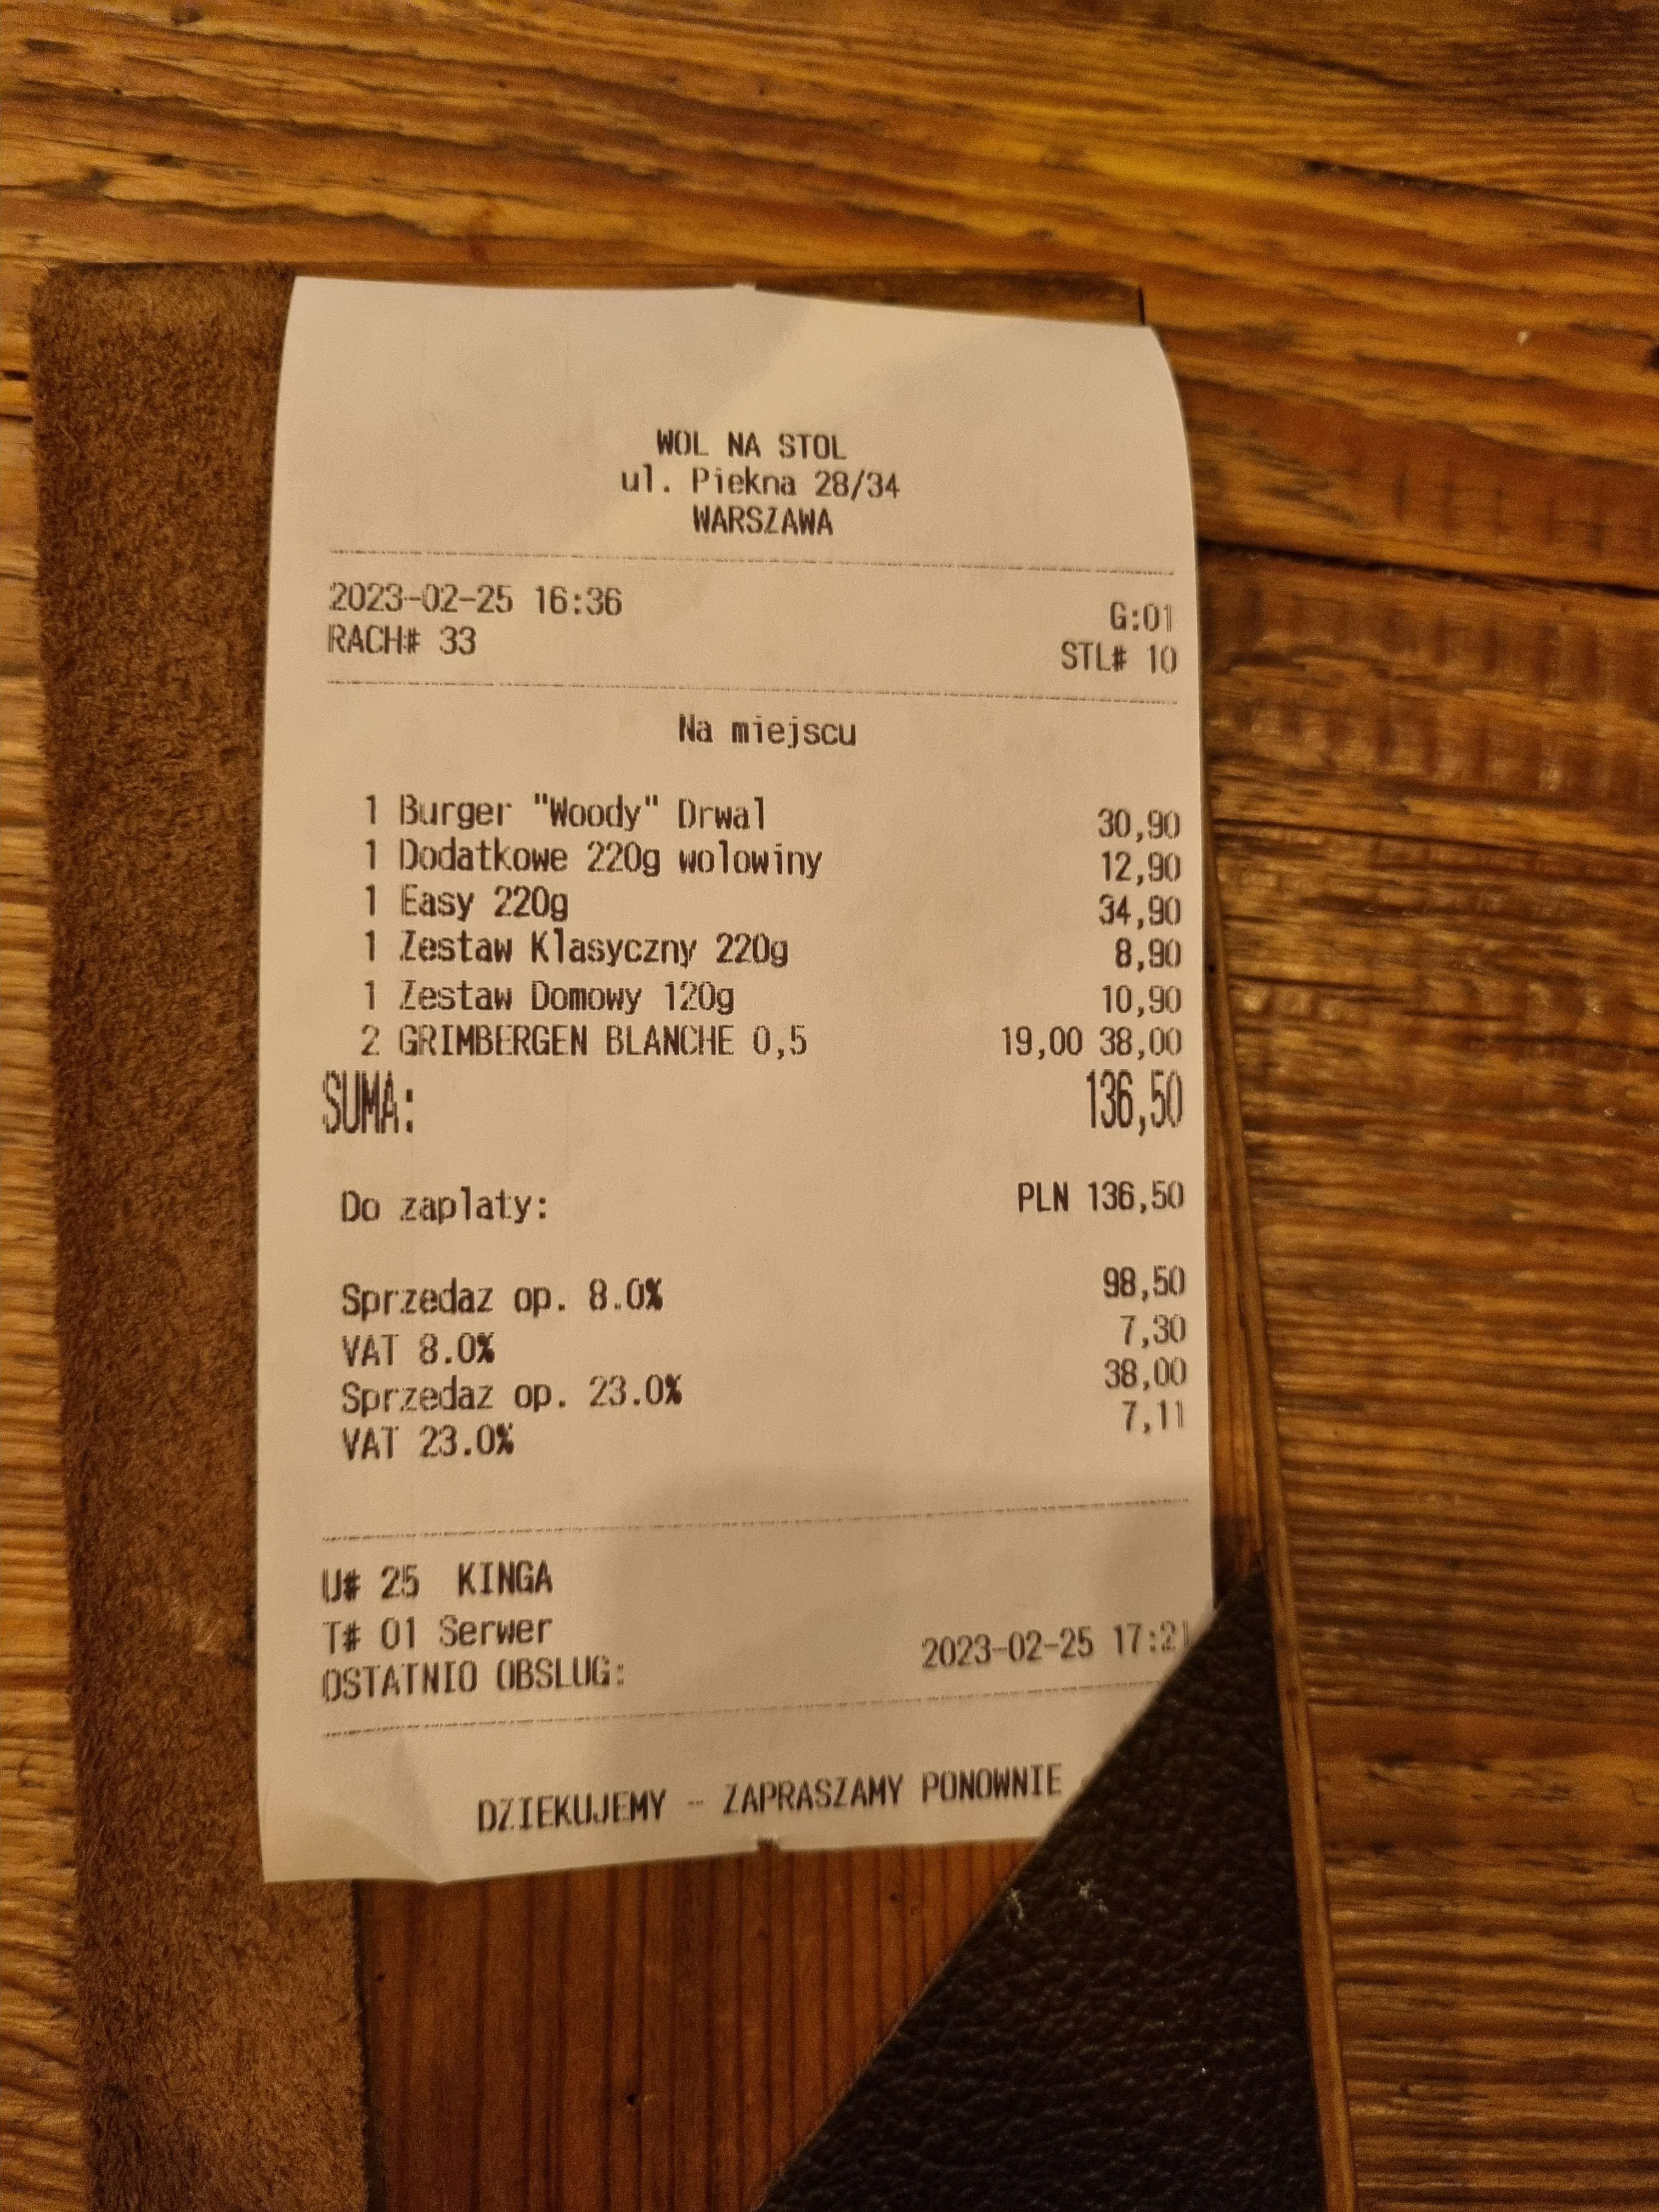 WOL NA STOL
ul. Piekna 28/34
WARSZAWA
2023-02-25 16:36 G:01
RACH# 33 STL# 10
Na miejscu
1 Burger "Woody" Drwal 30,90
1 Dodatkowe 220g wolowiny 12,90
1 Easy 220g 34,90
1 Zestaw Klasyczny 220g 8,90
1 Zestaw Domowy 120g 10,90
2 GRIMBERGEN BLANCHE 0,5 19,00 38,00
SUMA: 136,50
Do zaplaty: PLN 136,50
Sprzedaz op. 8.0% 98,50
VAT 8.0% 7,30
Sprzedaz op. 23.0% 38,00
VAT 23.0% 7,11
U# 25 KINGA
T# 01 Serwer
OSTATNIO OBSLUG: 2023-02-25
DZIEKUJEMY - ZAPRASZAMY PONOWNIE